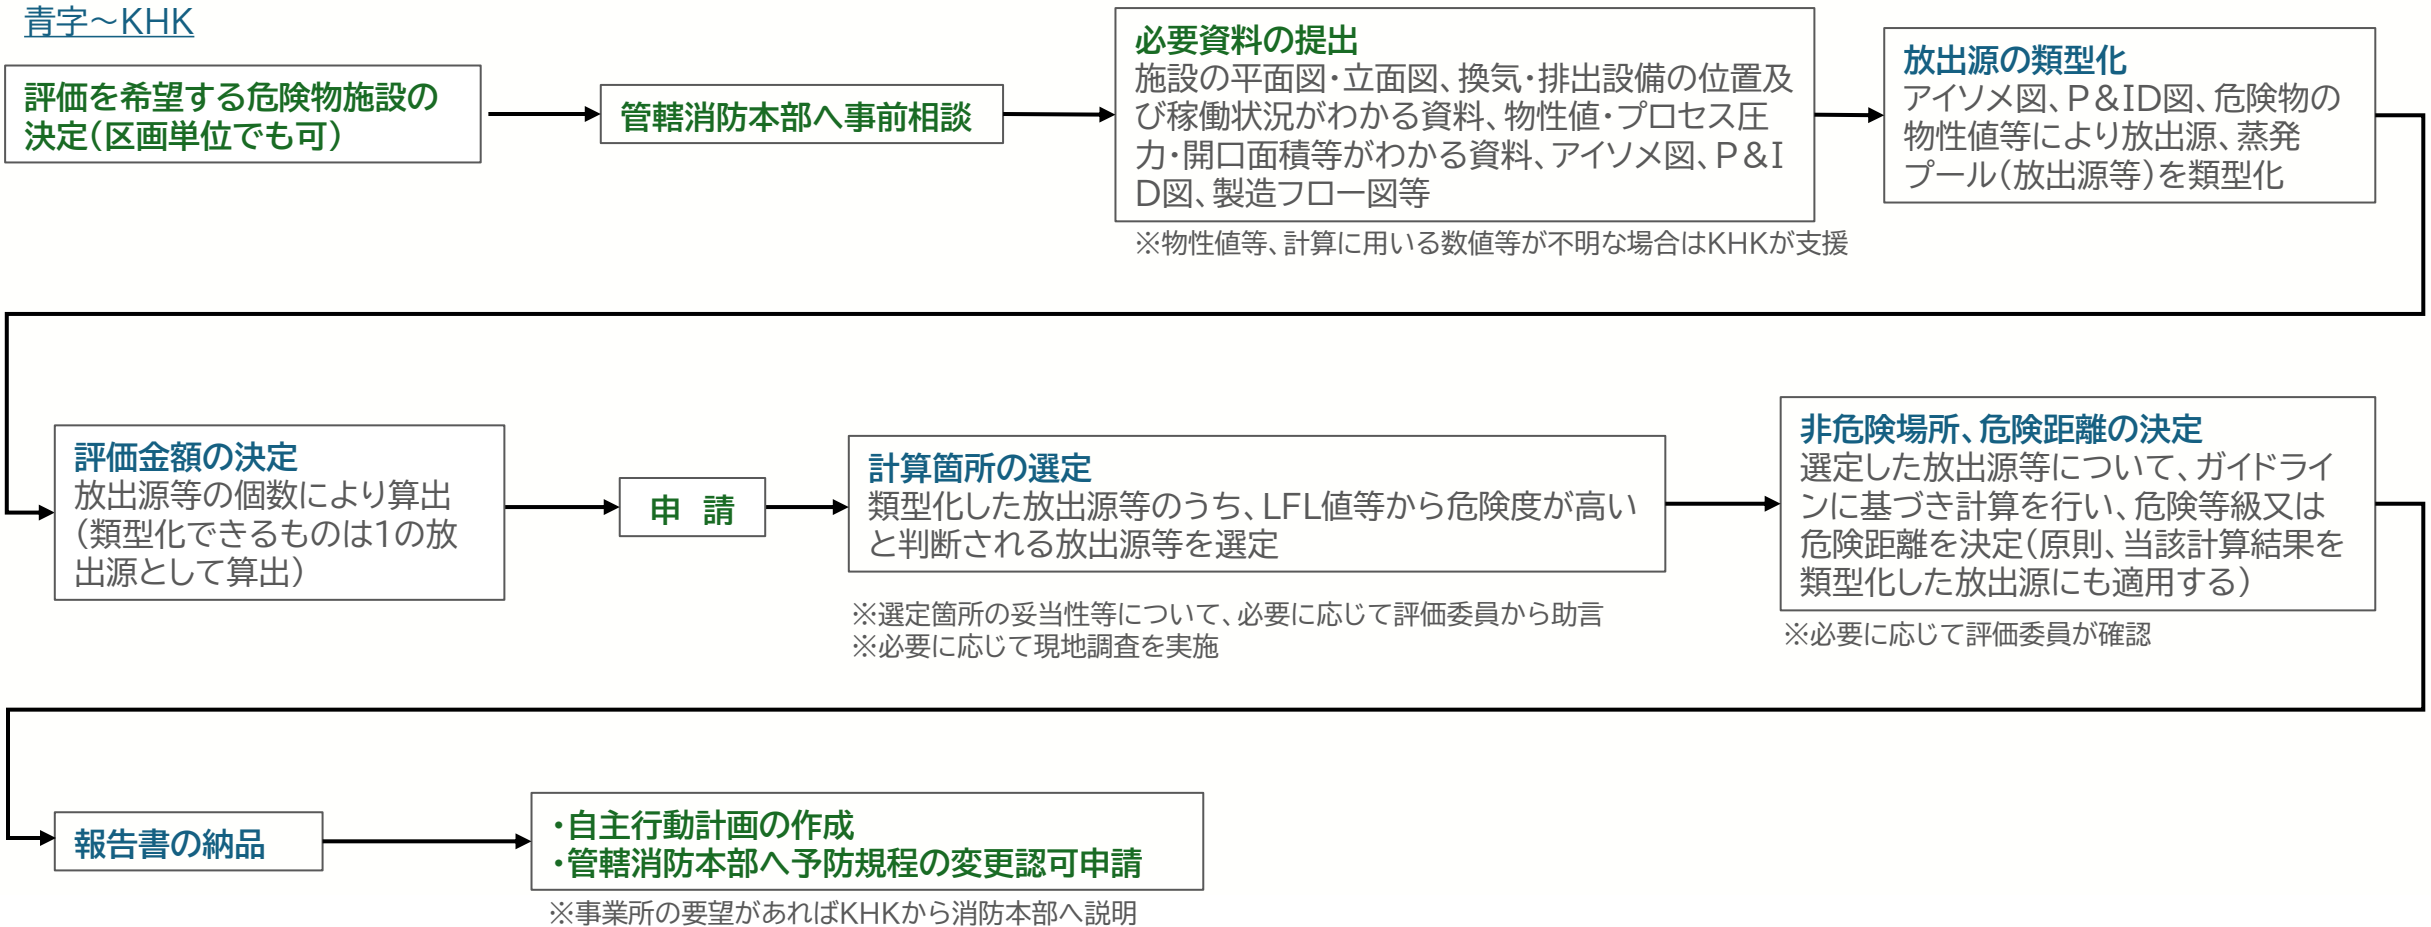 青字～KHK
評価を希望する危険物施設の
決定（区画単位でも可）
管轄消防本部へ事前相談
必要資料の提出
施設の平面図・立面図、換気・排出設備の位置及
び稼働状況がわかる資料、物性値・プロセス圧
力・開口面積等がわかる資料、アイソメ図、Ｐ＆Ｉ
Ｄ図、製造フロー図等
※物性値等、計算に用いる数値等が不明な場合はKHKが支援
放出源の類型化
アイソメ図、Ｐ＆ＩＤ図、危険物の
物性値等により放出源、蒸発
プール（放出源等）を類型化
評価金額の決定
放出源等の個数により算出
（類型化できるものは1の放
出源として算出）
申　請
計算箇所の選定
類型化した放出源等のうち、LFL値等から危険度が高い
と判断される放出源等を選定
※選定箇所の妥当性等について、必要に応じて評価委員から助言
※必要に応じて現地調査を実施
非危険場所、危険距離の決定
選定した放出源等について、ガイドライ
ンに基づき計算を行い、危険等級又は
危険距離を決定（原則、当該計算結果を
類型化した放出源にも適用する）
※必要に応じて評価委員が確認
報告書の納品
・自主行動計画の作成
・管轄消防本部へ予防規程の変更認可申請
※事業所の要望があればKHKから消防本部へ説明